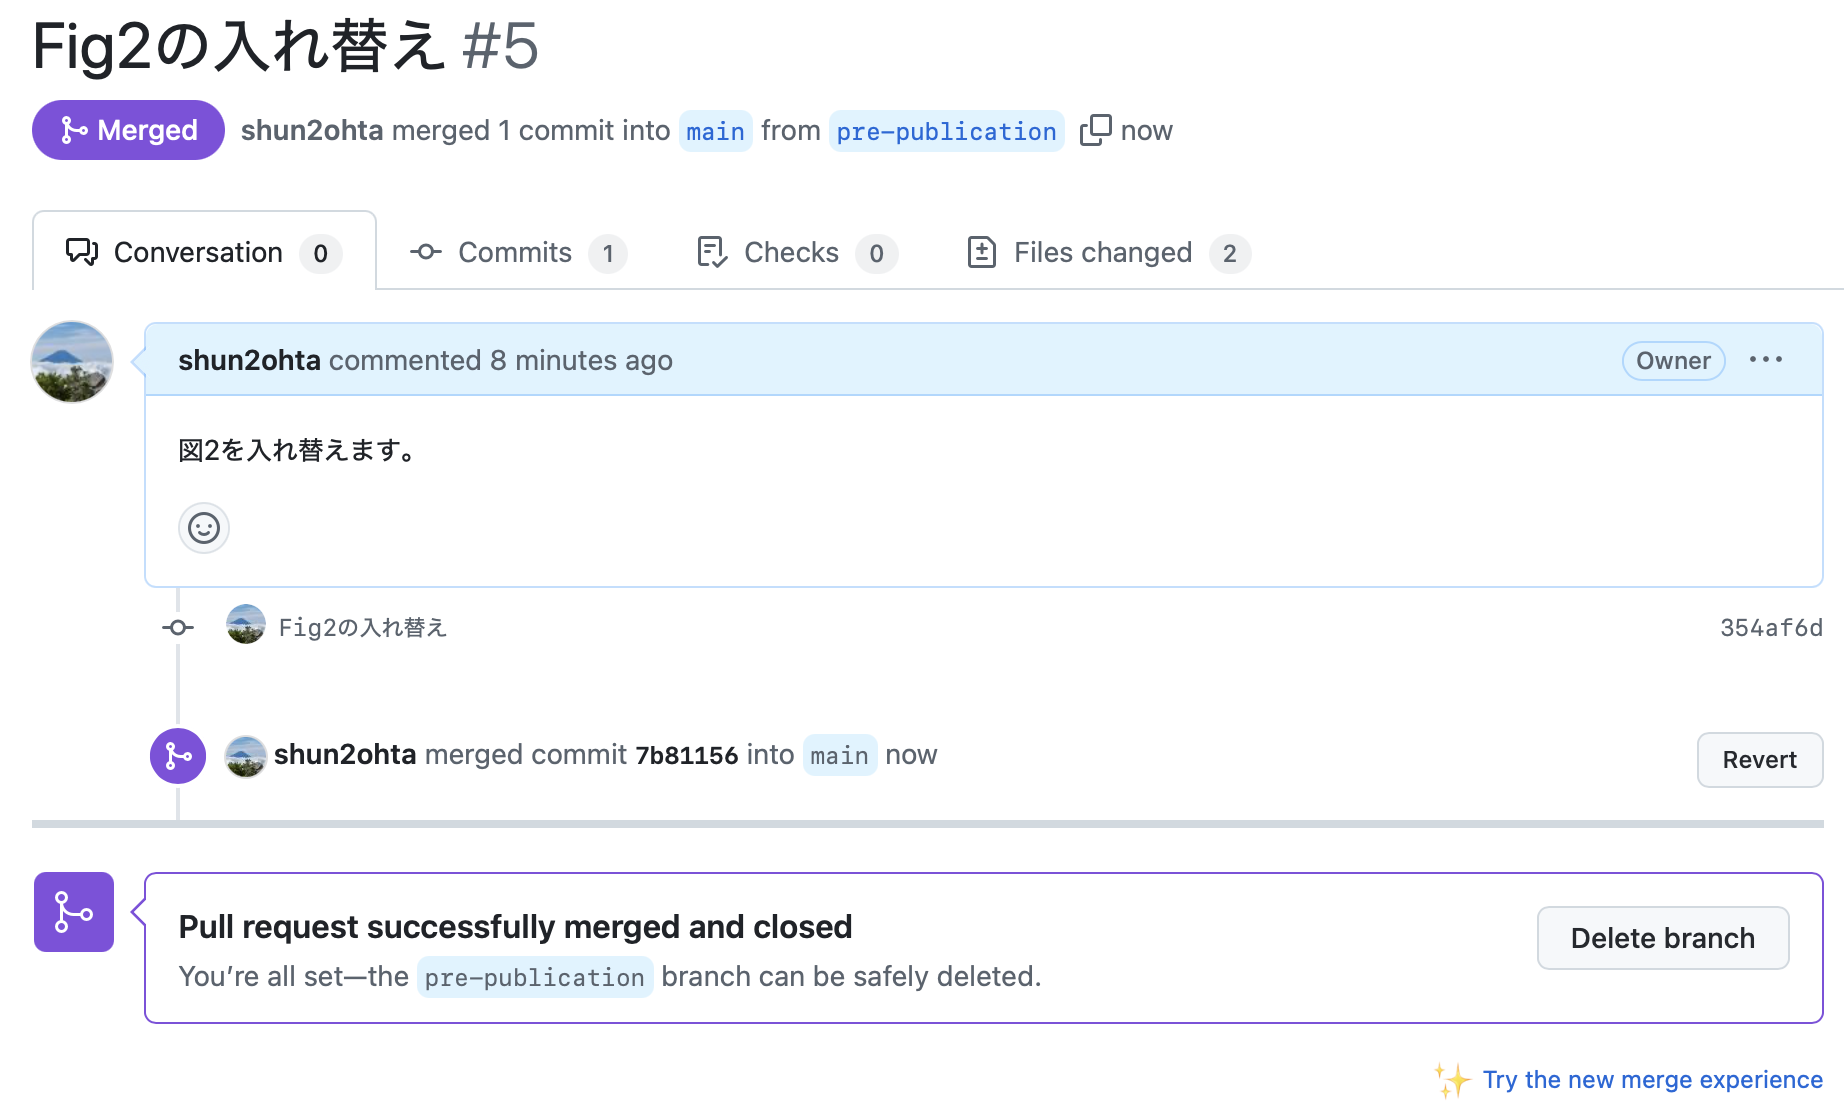 Fig2の入れ替え #5
Merged shun2ohta merged 1 commit into main from pre-publication now
Conversation 0 Commits 1 Checks 0 Files changed 2
shun2ohta commented 8 minutes ago Owner ...
図2を入れ替えます。
Fig2の入れ替え 354af6d
shun2ohta merged commit 7b81156 into main now Revert
Pull request successfully merged and closed
You’re all set—the pre-publication branch can be safely deleted.
Delete branch
Try the new merge experience